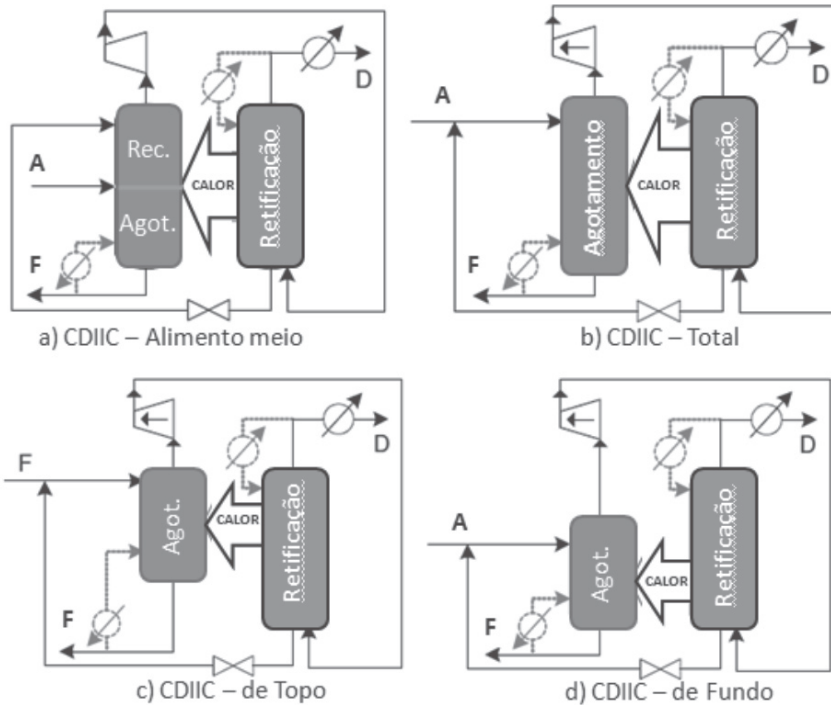 D
A
Rec.
Agot.
CALOR
Retificação
F
a) CDIIC – Alimento meio
D
A
Agotamento
CALOR
Retificação
F
b) CDIIC – Total
D
F
Agot.
CALOR
Retificação
F
c) CDIIC – de Topo
D
A
Agot.
CALOR
Retificação
F
d) CDIIC – de Fundo